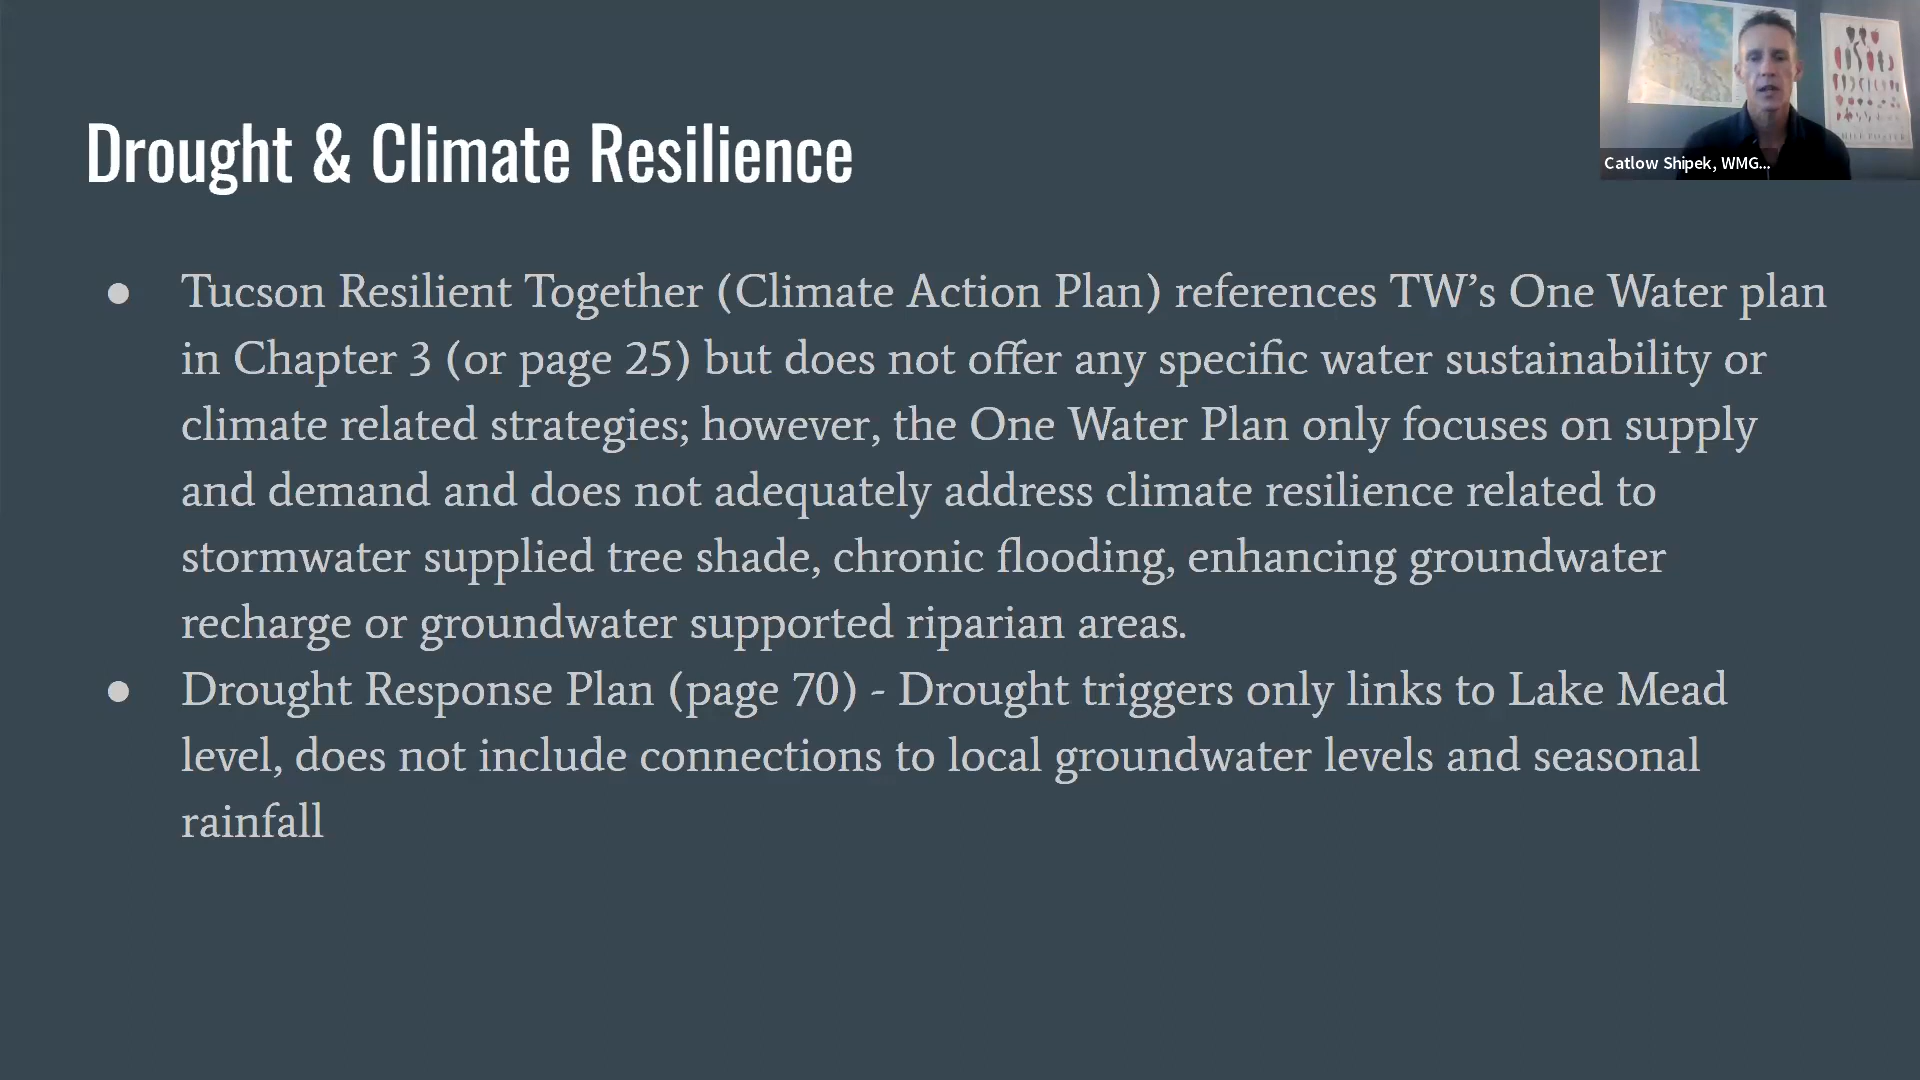 Drought & Climate Resilience
Catlow Shipek, WMG...
● Tucson Resilient Together (Climate Action Plan) references TW’s One Water plan
in Chapter 3 (or page 25) but does not offer any specific water sustainability or
climate related strategies; however, the One Water Plan only focuses on supply
and demand and does not adequately address climate resilience related to
stormwater supplied tree shade, chronic flooding, enhancing groundwater
recharge or groundwater supported riparian areas.
● Drought Response Plan (page 70) - Drought triggers only links to Lake Mead
level, does not include connections to local groundwater levels and seasonal
rainfall